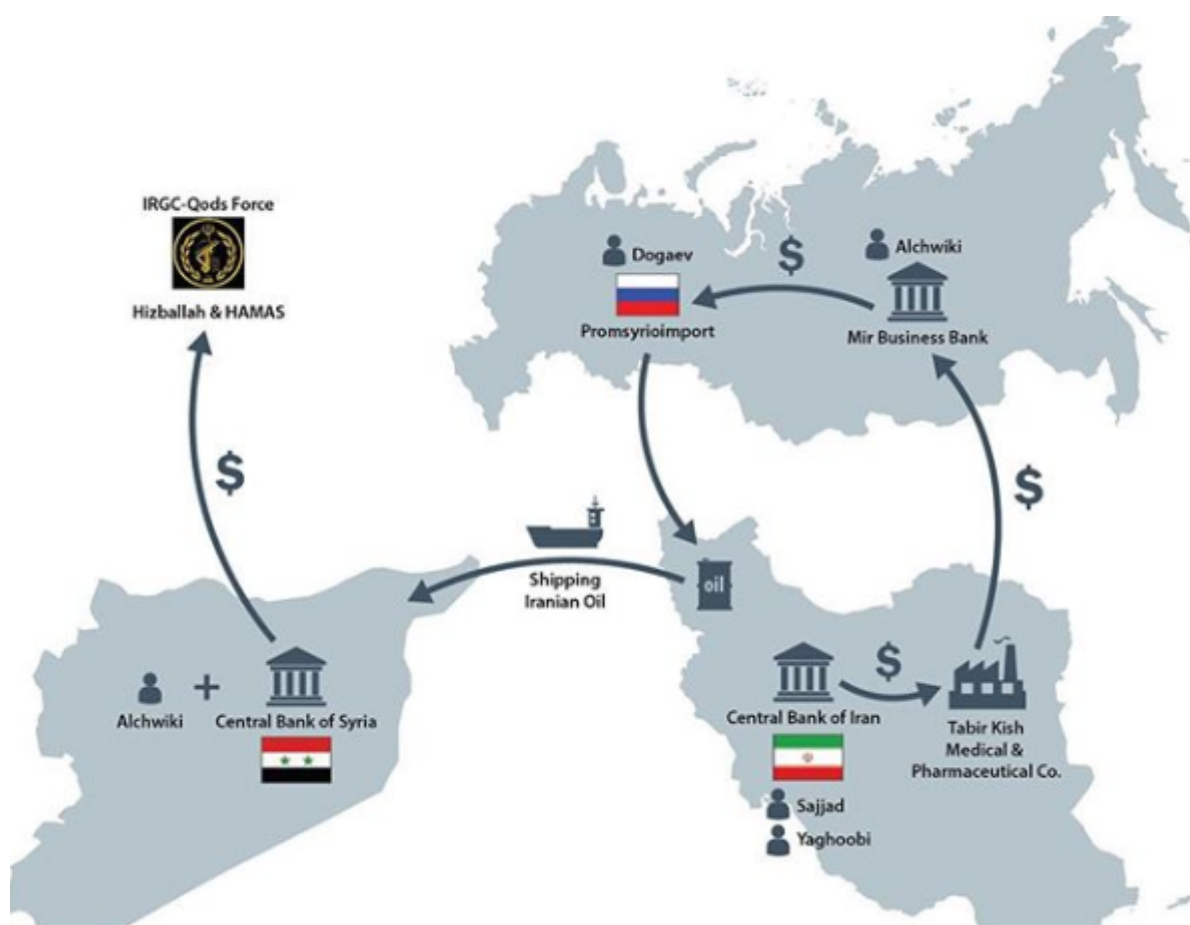 IRGC-Qods Force
Hizballah & HAMAS
$
Dogaev
Promsyrioimport
$
Alchwiki
Mir Business Bank
$
Shipping
Iranian Oil
oil
Alchwiki
+
Central Bank of Syria
Central Bank of Iran
$
Tabir Kish
Medical &
Pharmaceutical Co.
Sajjad
Yaghoobi